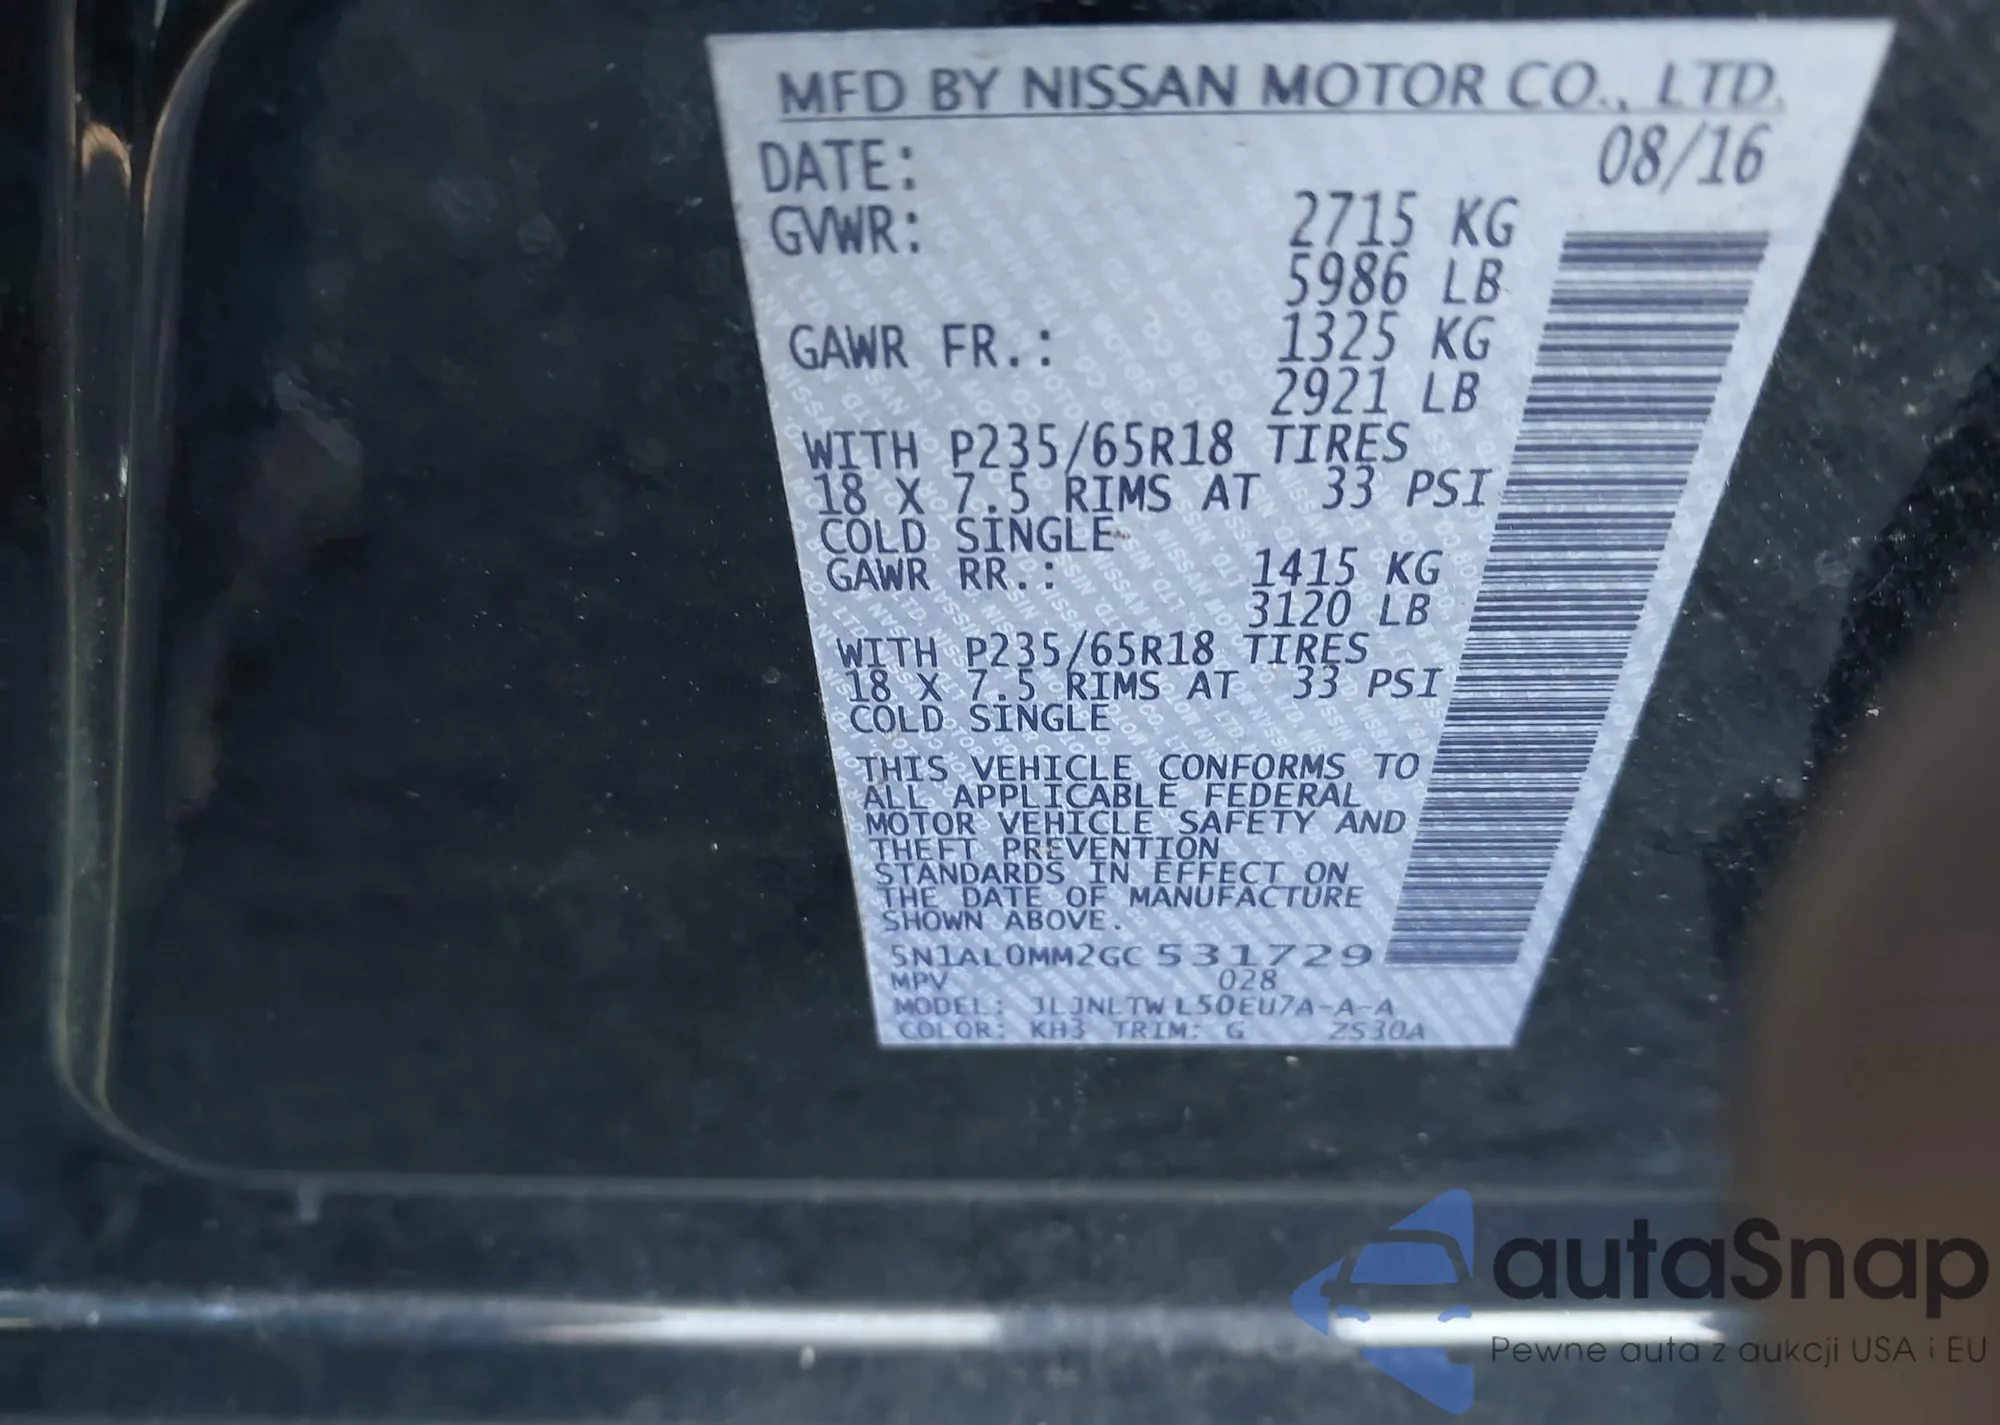 MFD BY NISSAN MOTOR CO., LTD.
DATE: 08/16
GVWR: 2715 KG
5986 LB
GAWR FR.: 1325 KG
2921 LB
WITH P235/65R18 TIRES
18 X 7.5 RIMS AT 33 PSI
COLD SINGLE
GAWR RR.: 1415 KG
3120 LB
WITH P235/65R18 TIRES
18 X 7.5 RIMS AT 33 PSI
COLD SINGLE
THIS VEHICLE CONFORMS TO
ALL APPLICABLE FEDERAL
MOTOR VEHICLE SAFETY AND
THEFT PREVENTION
STANDARDS IN EFFECT ON
THE DATE OF MANUFACTURE
SHOWN ABOVE.
5N1AL0MM2GC531729
MPV 028
MODEL: JLJNLTW L50EU7A-A-A
COLOR: KH3 TRIM: G ZS30A
autaSnap
Pewne auta z aukcji USA i EU